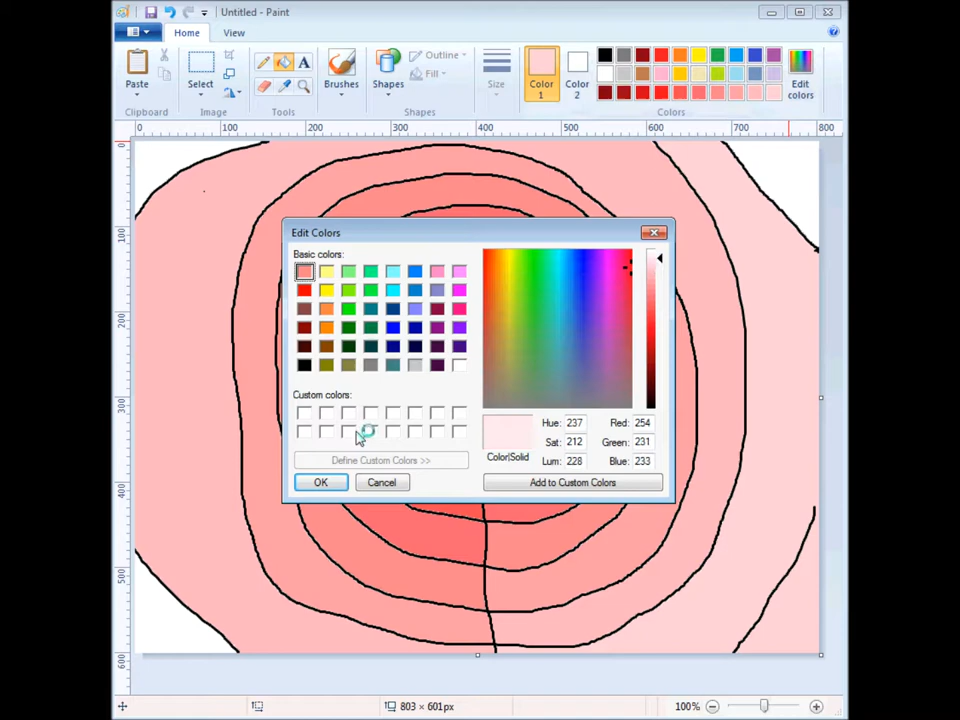 Untitled - Paint
Home View
Paste
Select
A
Brushes
Shapes
Outline
Fill
Size
Color 1
Color 2
Edit colors
Clipboard Image Tools Shapes Colors
0 100 200 300 400 500 600 700 800
0
100
200
300
400
500
600
Edit Colors
Basic colors:
Custom colors:
Define Custom Colors >>
OK Cancel
Color|Solid
Hue: 237 Red: 254
Sat: 212 Green: 231
Lum: 228 Blue: 233
Add to Custom Colors
803 × 601px 100%